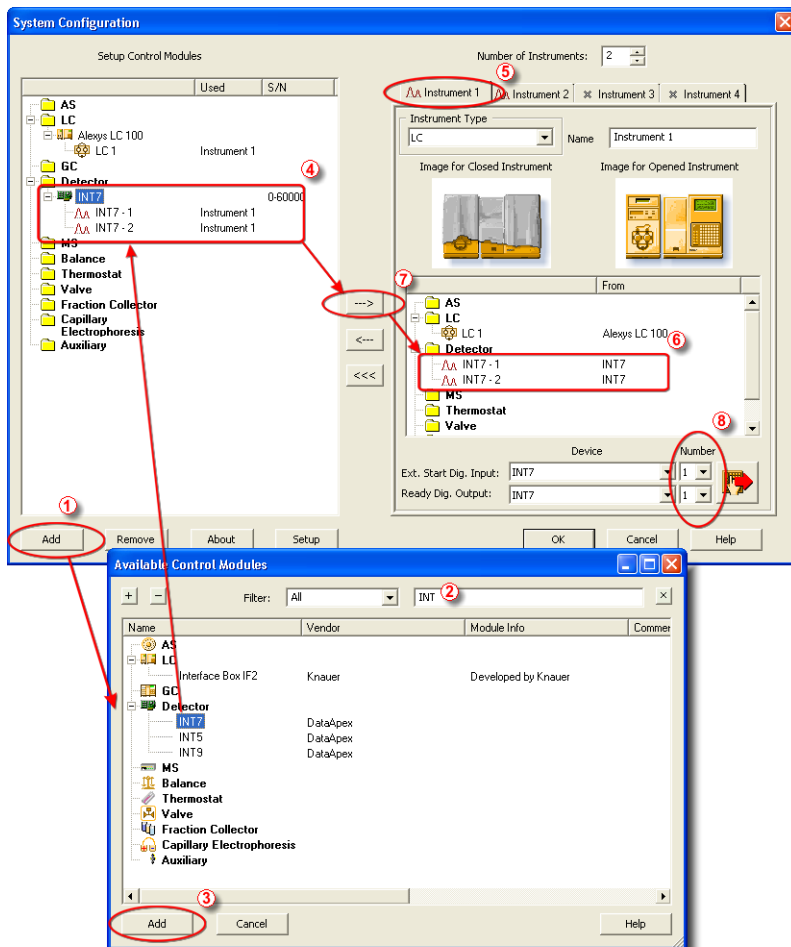 System Configuration
Setup Control Modules
Number of Instruments: 2
Used S/N
AS
LC
Alexys LC 100
LC 1 Instrument 1
GC
Detector
INT7 0-60000
INT7 - 1 Instrument 1
INT7 - 2 Instrument 1
MS
Balance
Thermostat
Valve
Fraction Collector
Capillary
Electrophoresis
Auxiliary
4
--->
<---
<<<
5
Instrument 1 Instrument 2 Instrument 3 Instrument 4
Instrument Type
LC Name Instrument 1
Image for Closed Instrument Image for Opened Instrument
7
From
AS
LC
LC 1 Alexys LC 100
6
Detector
INT7 - 1 INT7
INT7 - 2 INT7
MS
Thermostat
Valve
8
Device Number
Ext. Start Dig. Input: INT7 1
Ready Dig. Output: INT7 1
1
Add Remove About Setup OK Cancel Help
Available Control Modules
+ - Filter: All INT 2 ×
Name Vendor Module Info Commer
AS
LC
Interface Box IF2 Knauer Developed by Knauer
GC
Detector
INT7 DataApex
INT5 DataApex
INT9 DataApex
MS
Balance
Thermostat
Valve
Fraction Collector
Capillary Electrophoresis
Auxiliary
3
Add Cancel Help